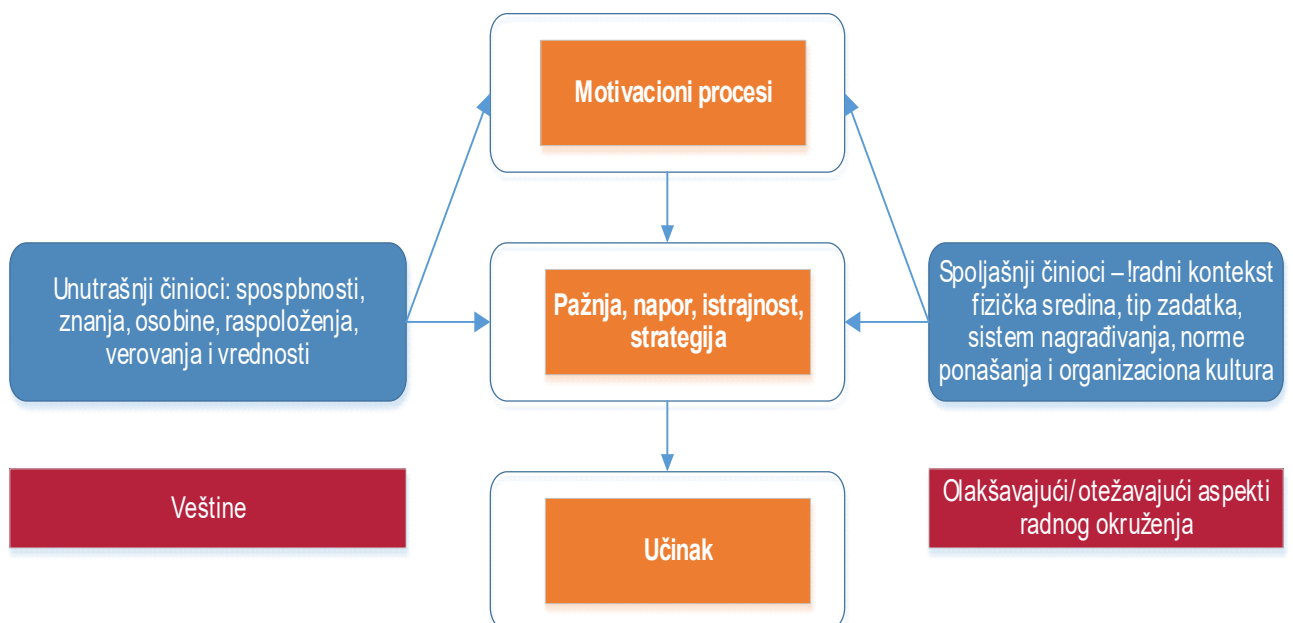 Motivacioni procesi
Unutrašnji činioci: spospbnosti,
znanja, osobine, raspoloženja,
verovanja i vrednosti
Pažnja, napor, istrajnost,
strategija
Spoljašnji činioci – !radni kontekst
fizička sredina, tip zadatka,
sistem nagrađivanja, norme
ponašanja i organizaciona kultura
Veštine
Učinak
Olakšavajući/ otežavajući aspekti
radnog okruženja